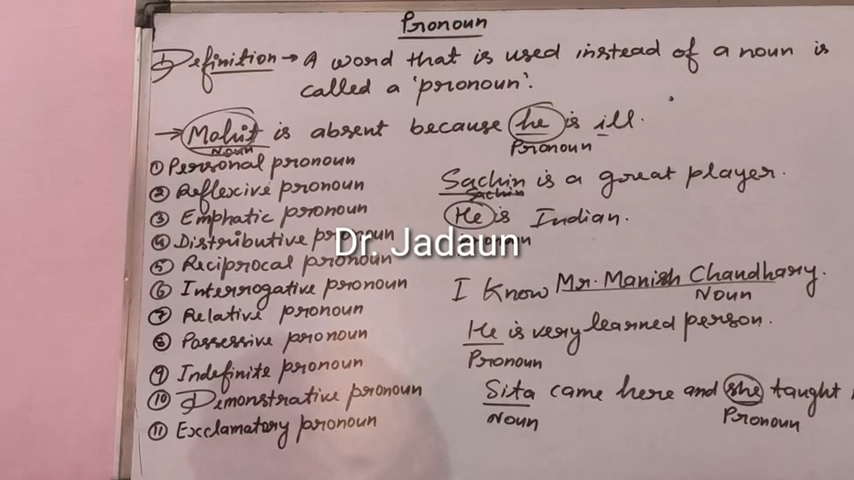 Pronoun
① Definition → A word that is used instead of a noun is
called a 'pronoun'.
→ Mohit is absent because he is ill.
Noun Pronoun
① Personal pronoun
② Reflexive pronoun
③ Emphatic pronoun
④ Distributive pronoun
⑤ Reciprocal pronoun
⑥ Interrogative pronoun
⑦ Relative pronoun
⑧ Possessive pronoun
⑨ Indefinite pronoun
⑩ Demonstrative pronoun
⑪ Exclamatory pronoun
Sachin is a great player.
Sachin
He is Indian.
Dr. Jadaun
I know Mr. Manish Chandhary.
Noun
He is very learned person.
Pronoun
Sita came here and she taught
Noun Pronoun